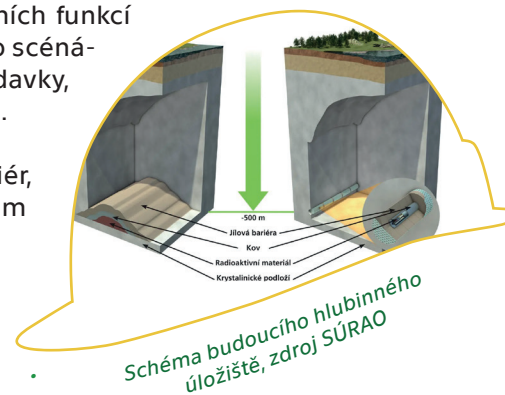 ních funkcí
o scéná-
davky,
.
iér,
m
-500 m
Jílová bariéra
Kov
Radioaktivní materiál
Krystalinické podloží
Schéma budoucího hlubinného
úložiště, zdroj SÚRAO